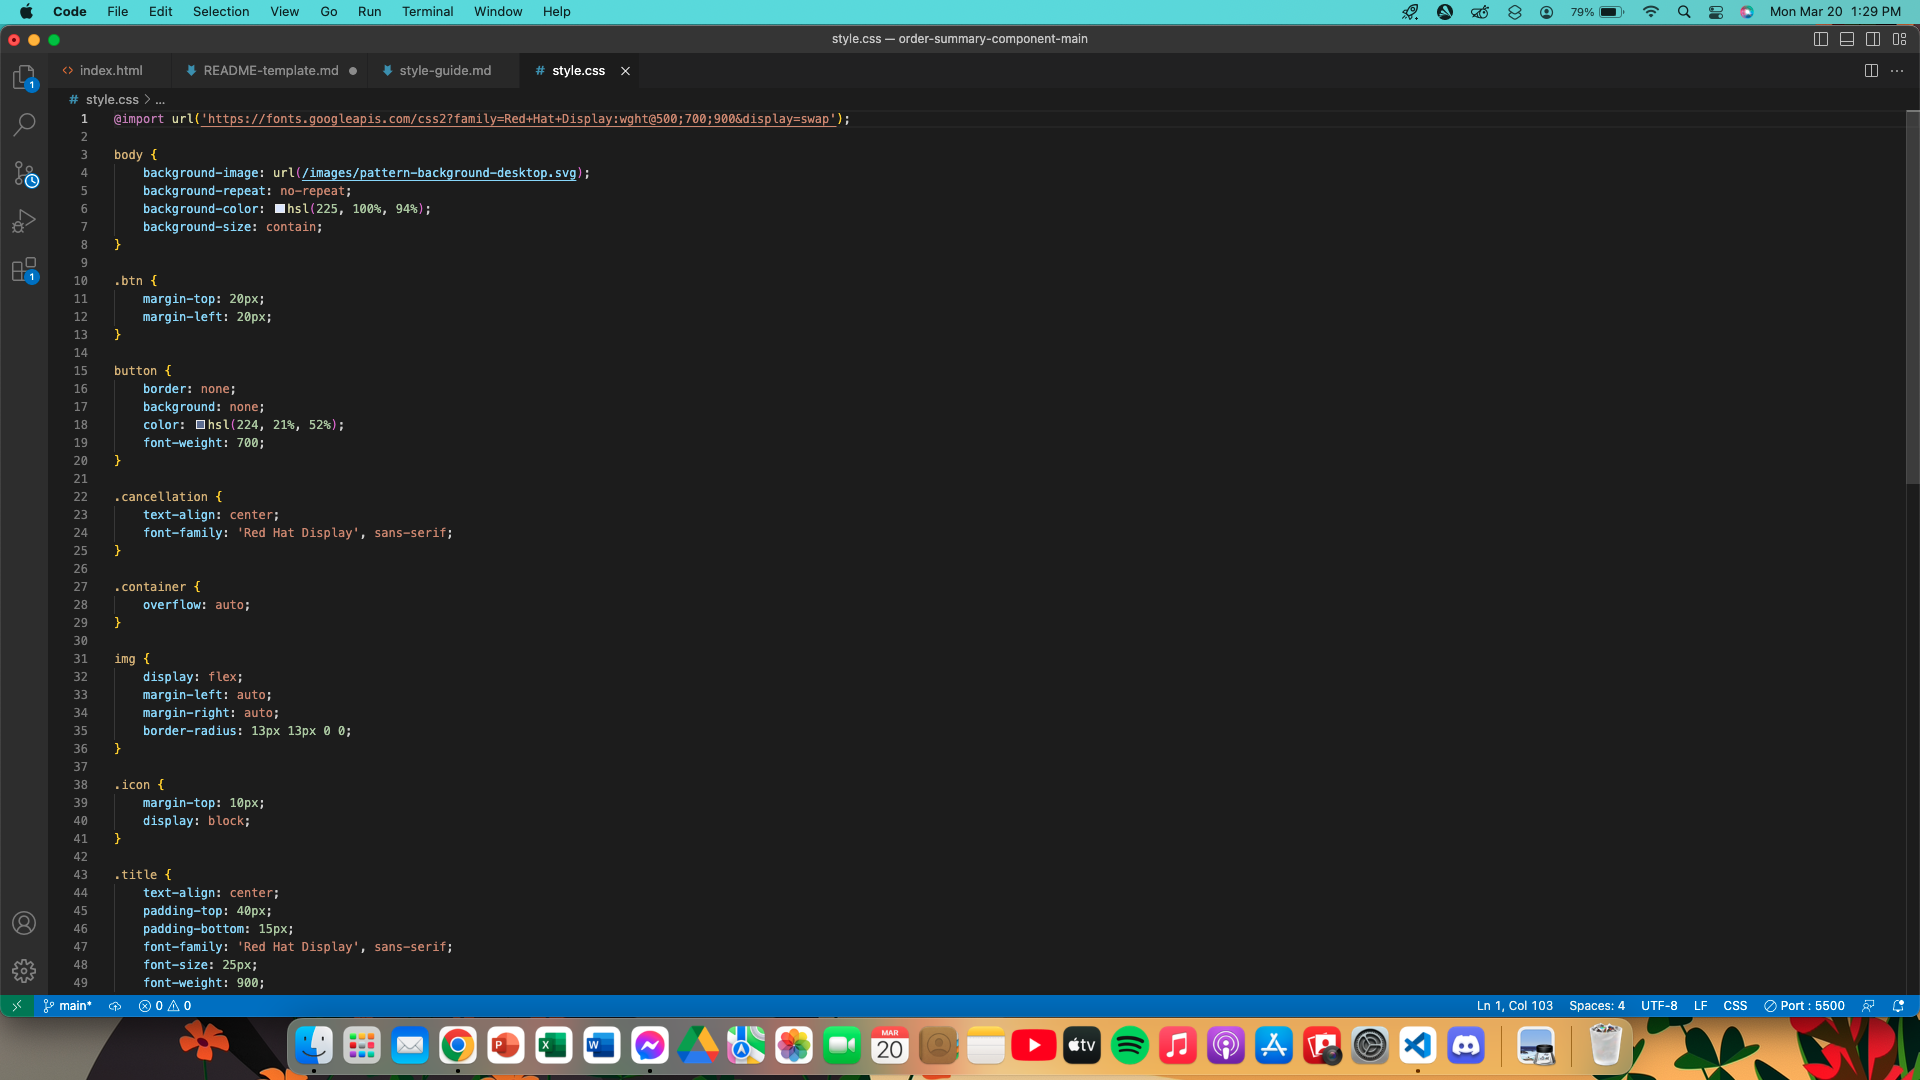 Code File Edit Selection View Go Run Terminal Window Help 79% Mon Mar 20 1:29 PM
style.css — order-summary-component-main
index.html README-template.md style-guide.md # style.css
# style.css > ...
1 @import url('https://fonts.googleapis.com/css2?family=Red+Hat+Display:wght@500;700;900&display=swap');
2
3 body {
4 background-image: url(/images/pattern-background-desktop.svg);
5 background-repeat: no-repeat;
6 background-color: hsl(225, 100%, 94%);
7 background-size: contain;
8 }
9
10 .btn {
11 margin-top: 20px;
12 margin-left: 20px;
13 }
14
15 button {
16 border: none;
17 background: none;
18 color: hsl(224, 21%, 52%);
19 font-weight: 700;
20 }
21
22 .cancellation {
23 text-align: center;
24 font-family: 'Red Hat Display', sans-serif;
25 }
26
27 .container {
28 overflow: auto;
29 }
30
31 img {
32 display: flex;
33 margin-left: auto;
34 margin-right: auto;
35 border-radius: 13px 13px 0 0;
36 }
37
38 .icon {
39 margin-top: 10px;
40 display: block;
41 }
42
43 .title {
44 text-align: center;
45 padding-top: 40px;
46 padding-bottom: 15px;
47 font-family: 'Red Hat Display', sans-serif;
48 font-size: 25px;
49 font-weight: 900;
1
1
main* 0 0 Ln 1, Col 103 Spaces: 4 UTF-8 LF CSS Port : 5500
P X W MAR 20 tv